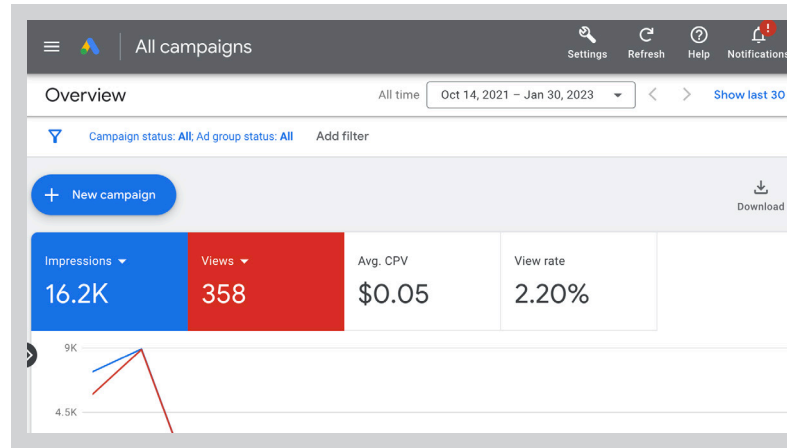 All campaigns
Settings
Refresh
Help
!
Notifications
Overview
All time
Oct 14, 2021 – Jan 30, 2023
Show last 30
Campaign status: All; Ad group status: All
Add filter
+ New campaign
Download
Impressions
Views
Avg. CPV
View rate
16.2K
358
$0.05
2.20%
9K
4.5K